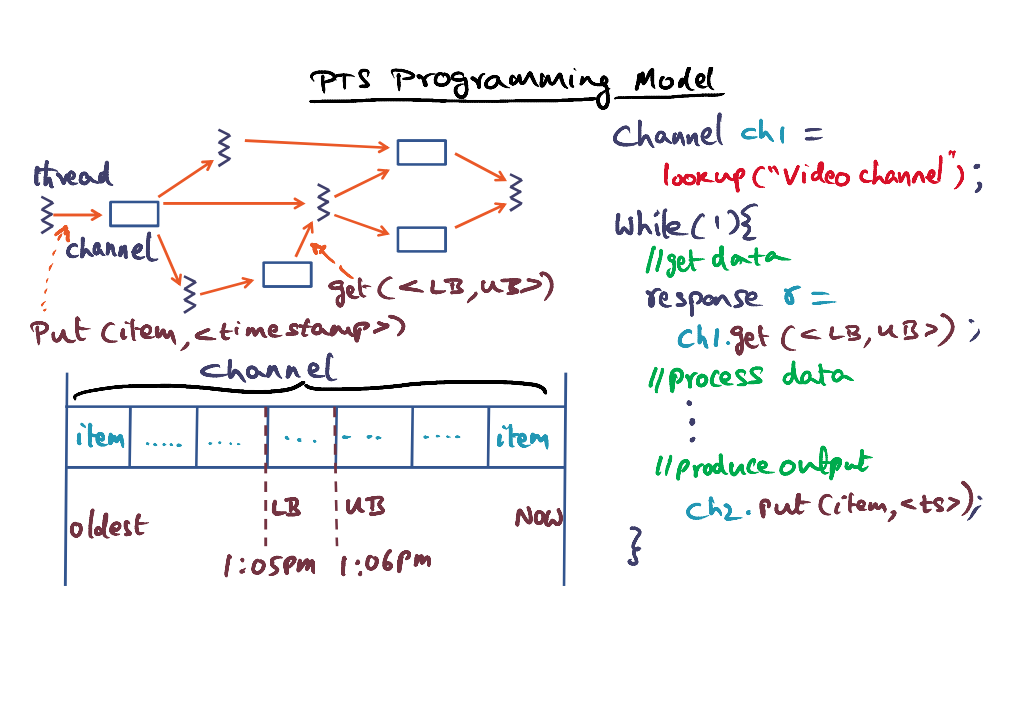 PTS Programming Model
thread
channel
get (<LB,UB>)
Put (item,<timestamp>)
channel
item ..... .... .... .... .... item
oldest LB UB Now
1:05pm 1:06pm
Channel ch1 =
lookup ("Video channel");
While (1){
//get data
response r =
ch1.get (<LB,UB>);
//Process data
//Produce output
ch2.put (item,<ts>);
}